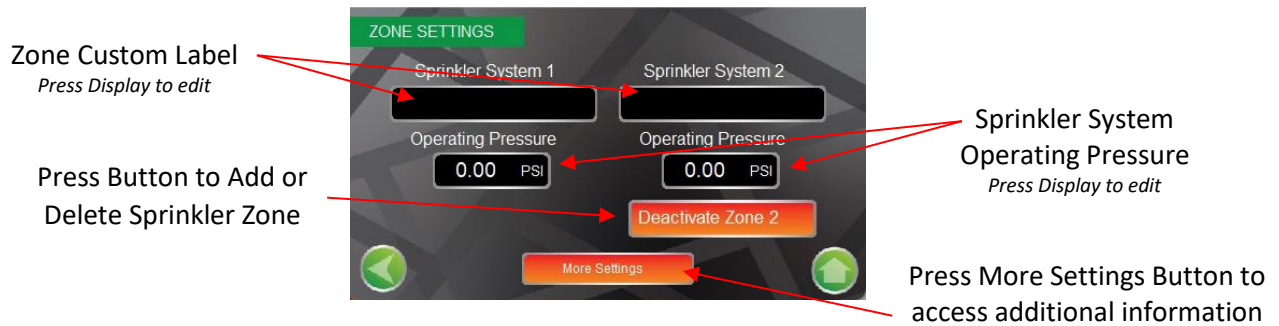 ZONE SETTINGS
Zone Custom Label
Press Display to edit
Sprinkler System 1
Sprinkler System 2
Operating Pressure
Operating Pressure
0.00 PSI
0.00 PSI
Sprinkler System
Operating Pressure
Press Display to edit
Press Button to Add or
Delete Sprinkler Zone
Deactivate Zone 2
More Settings
Press More Settings Button to
access additional information